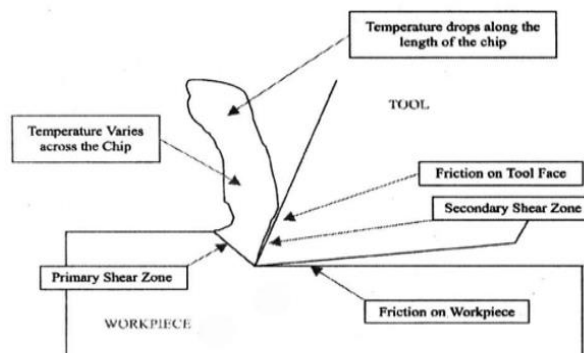 Temperature drops along the
length of the chip
TOOL
Temperature Varies
across the Chip
Friction on Tool Face
Secondary Shear Zone
Primary Shear Zone
Friction on Workpiece
WORKPIECE